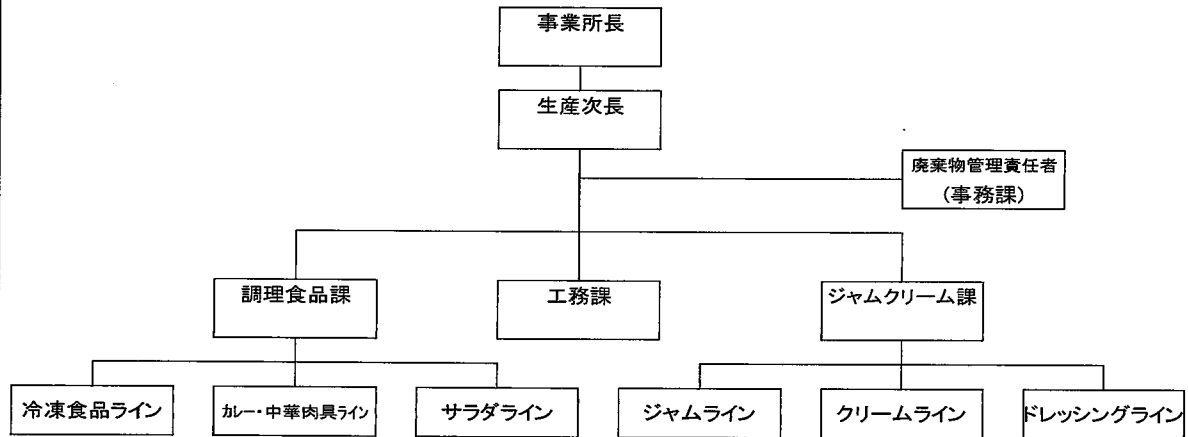 事業所長
生産次長
廃棄物管理責任者
(事務課)
調理食品課
工務課
ジャムクリーム課
冷凍食品ライン
カレー・中華肉具ライン
サラダライン
ジャムライン
クリームライン
ドレッシングライン